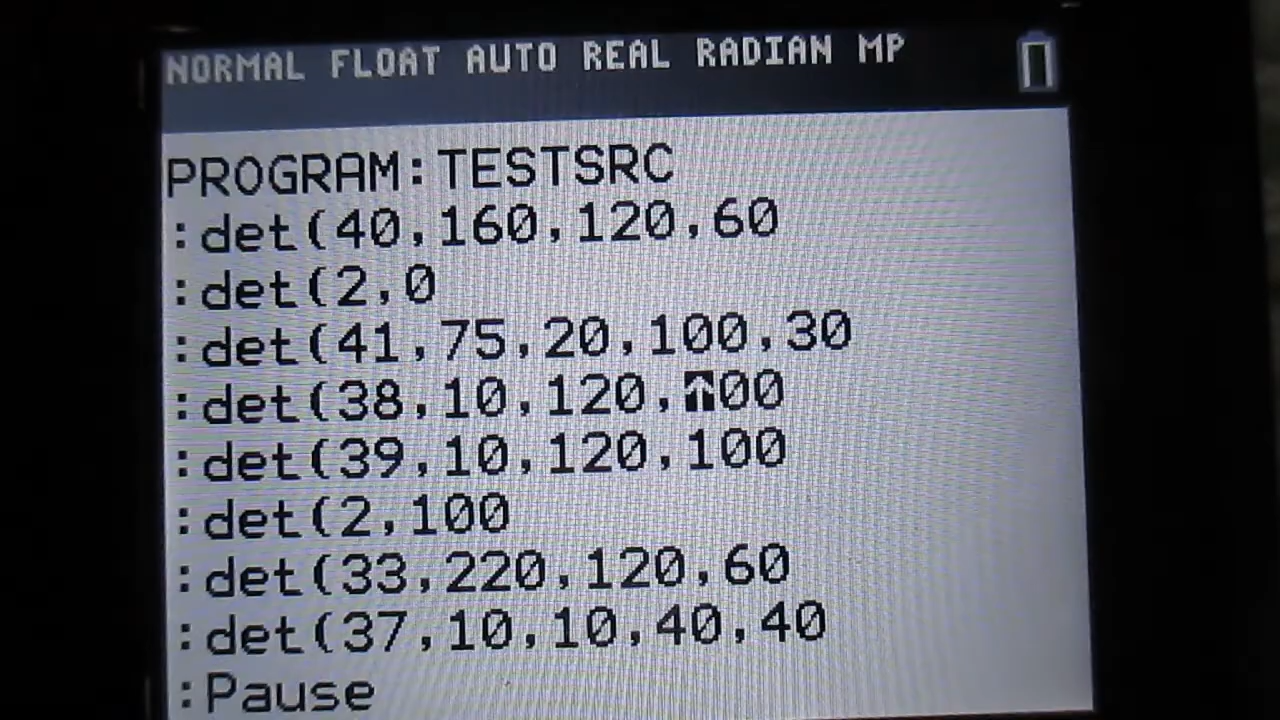 NORMAL FLOAT AUTO REAL RADIAN MP
PROGRAM:TESTSRC
:det(40,160,120,60
:det(2,0
:det(41,75,20,100,30
:det(38,10,120,00
:det(39,10,120,100
:det(2,100
:det(33,220,120,60
:det(37,10,10,40,40
:Pause